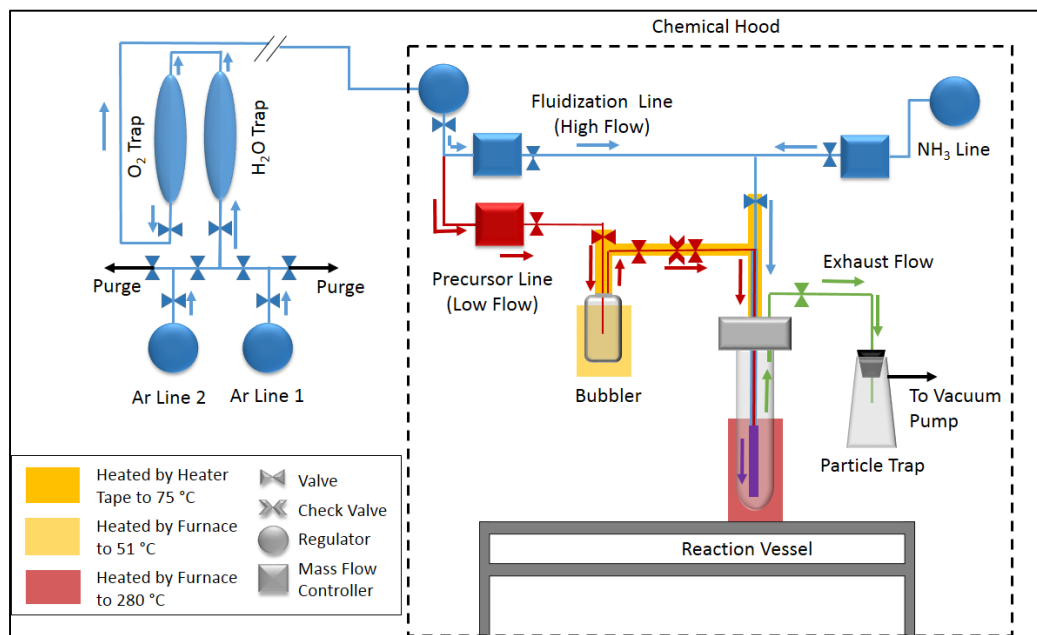 Chemical Hood
O₂ Trap
H₂O Trap
Fluidization Line
(High Flow)
NH₃ Line
Purge
Purge
Precursor Line
(Low Flow)
Exhaust Flow
Ar Line 2
Ar Line 1
Bubbler
To Vacuum
Pump
Particle Trap
Heated by Heater
Tape to 75 °C
Heated by Furnace
to 51 °C
Heated by Furnace
to 280 °C
Valve
Check Valve
Regulator
Mass Flow
Controller
Reaction Vessel